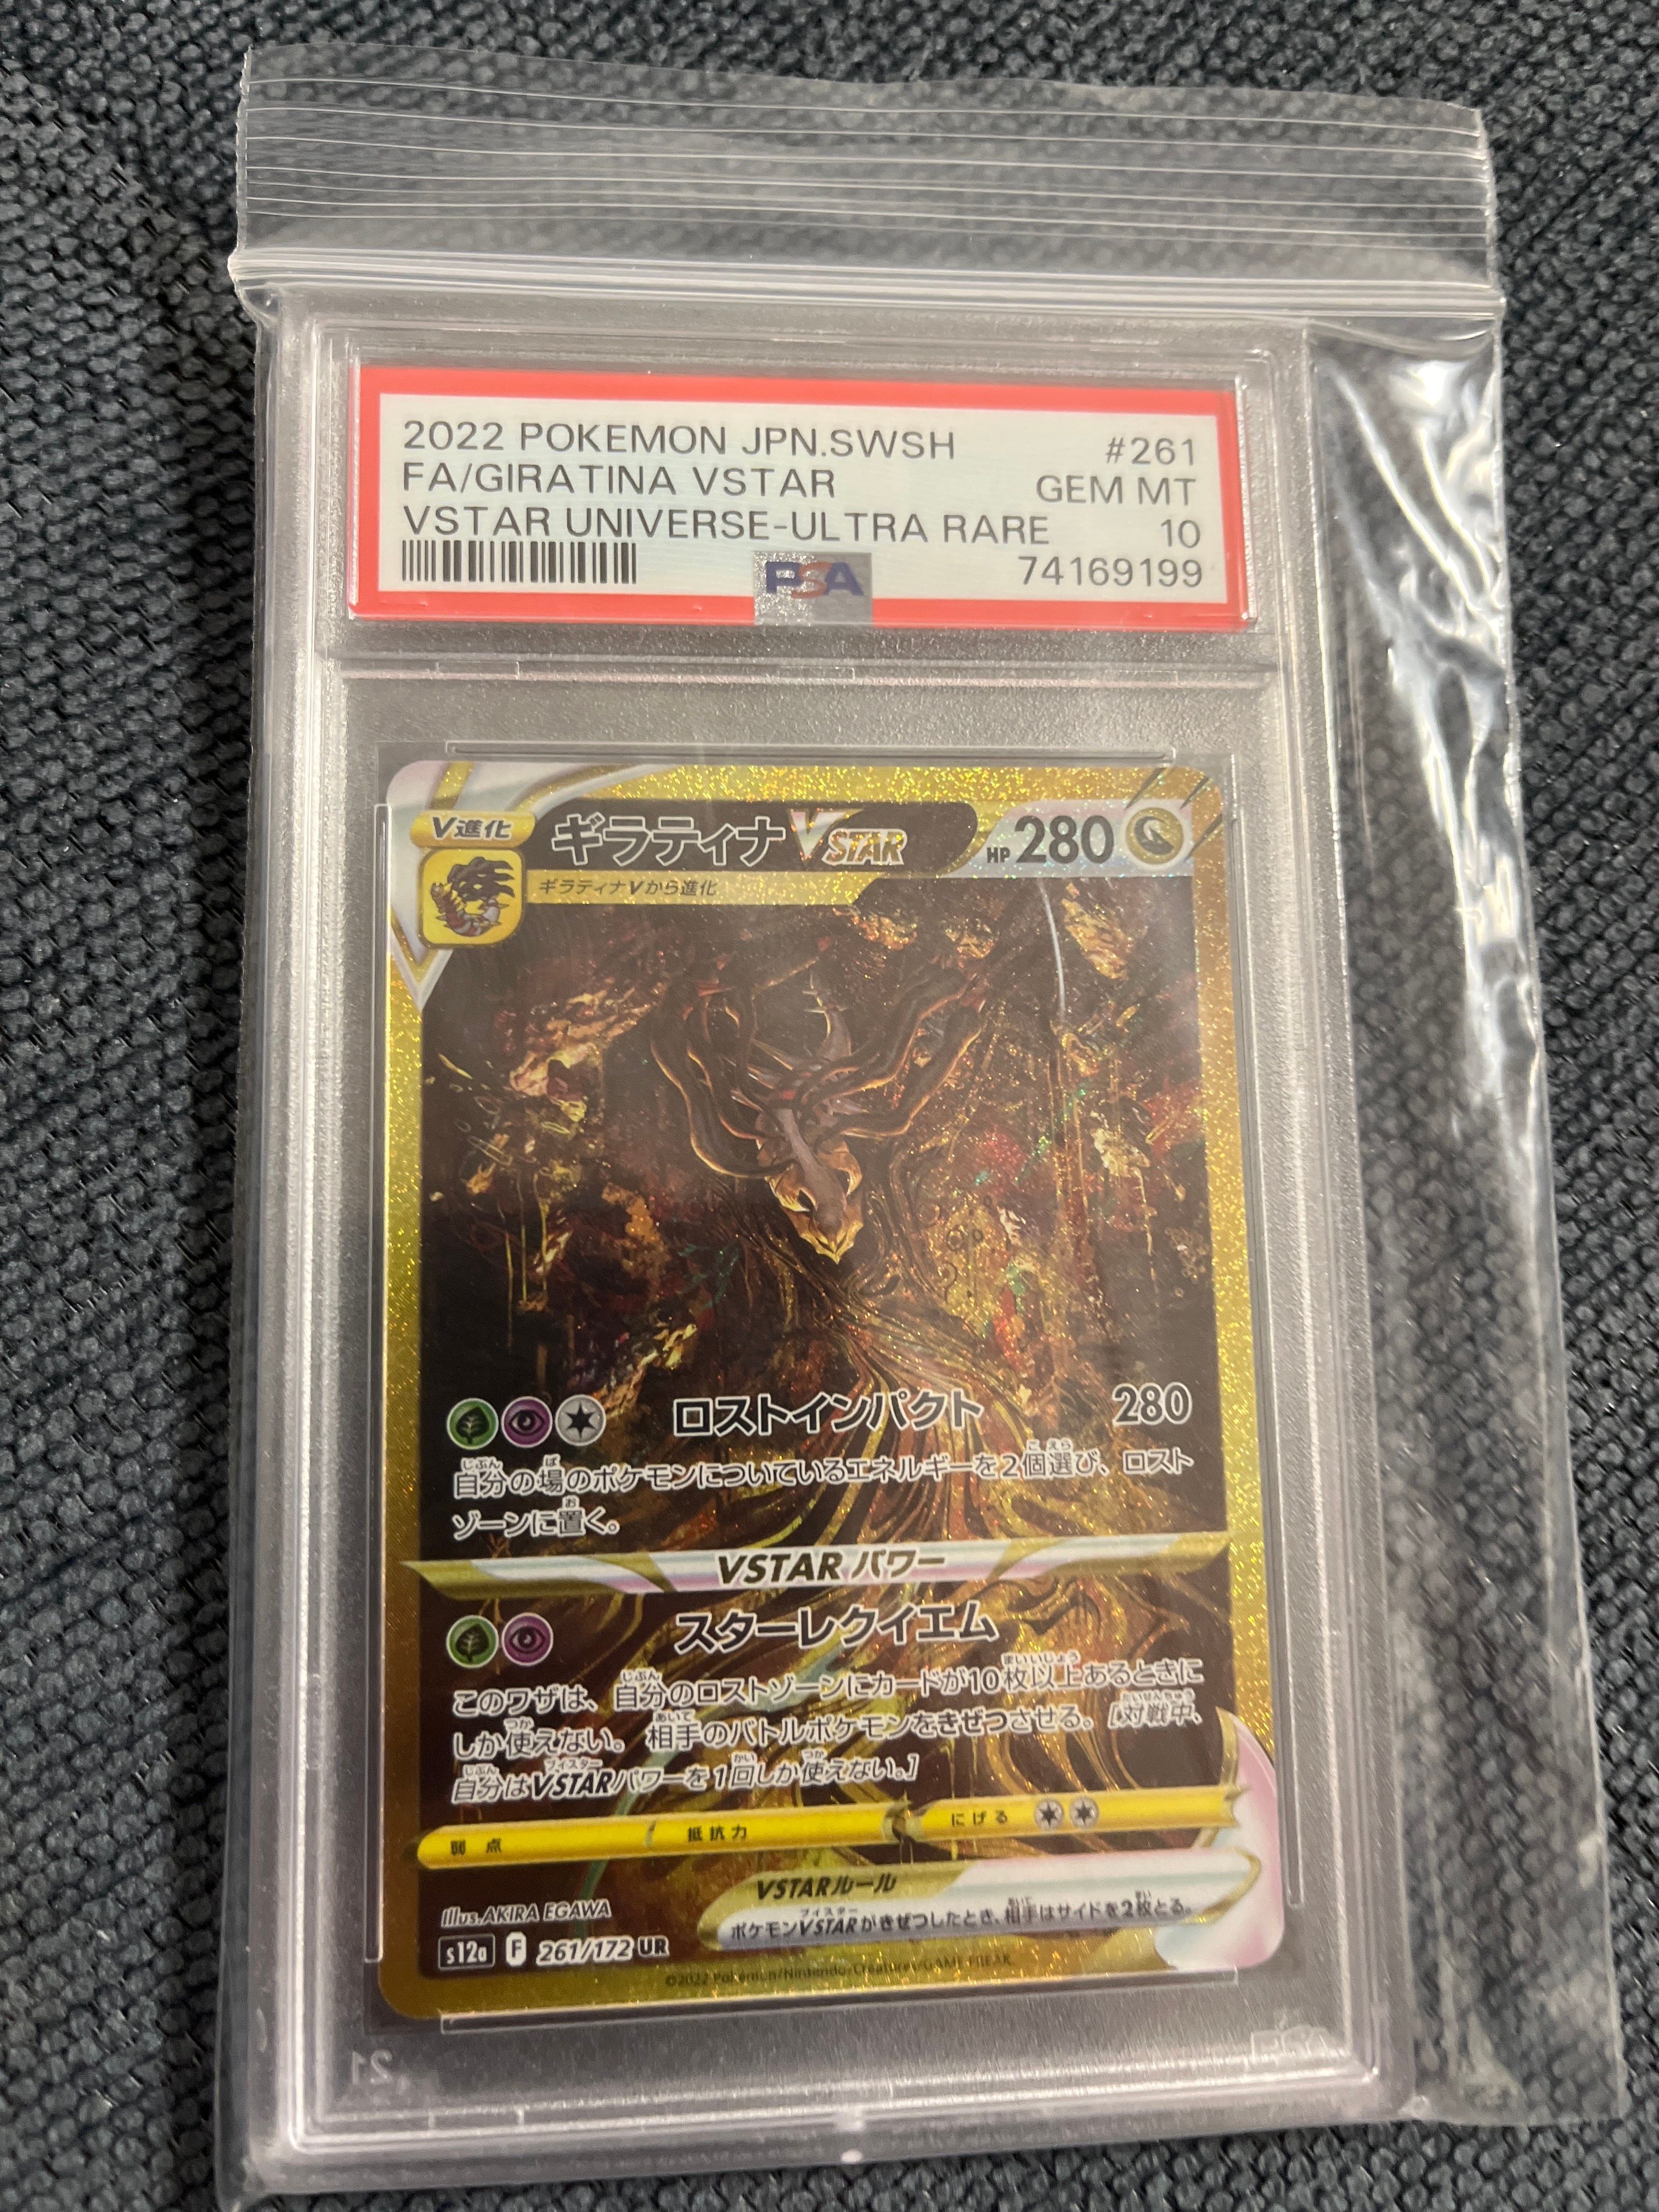 2022 POKEMON JPN.SWSH #261
FA/GIRATINA VSTAR GEM MT
VSTAR UNIVERSE-ULTRA RARE 10
PSA 74169199
V進化 ギラティナVSTAR HP 280
ギラティナVから進化
ロストインパクト 280
自分の場のポケモンについているエネルギーを2個選び、ロスト
ゾーンに置く。
VSTARパワー
スターレクイエム
このワザは、自分のロストゾーンにカードが10枚以上あるときに
しか使えない。相手のバトルポケモンをきぜつさせる。[対戦中、
自分はVSTARパワーを1回しか使えない。]
弱点 抵抗力 にげる
VSTARルール
ポケモンVSTARがきぜつしたとき、相手はサイドを2枚とる。
Illus.AKIRA EGAWA
s12a F 261/172 UR
©2022 Pokémon/Nintendo/Creatures/GAME FREAK